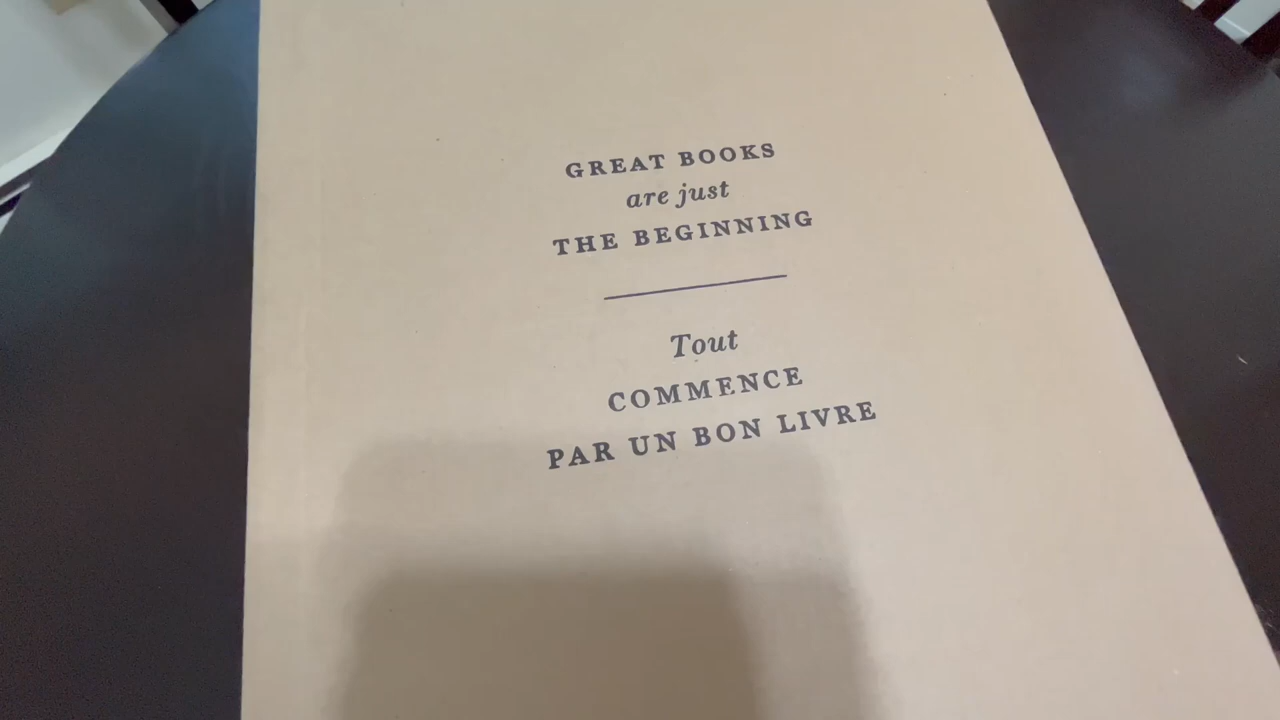 GREAT BOOKS
are just
THE BEGINNING
Tout
COMMENCE
PAR UN BON LIVRE